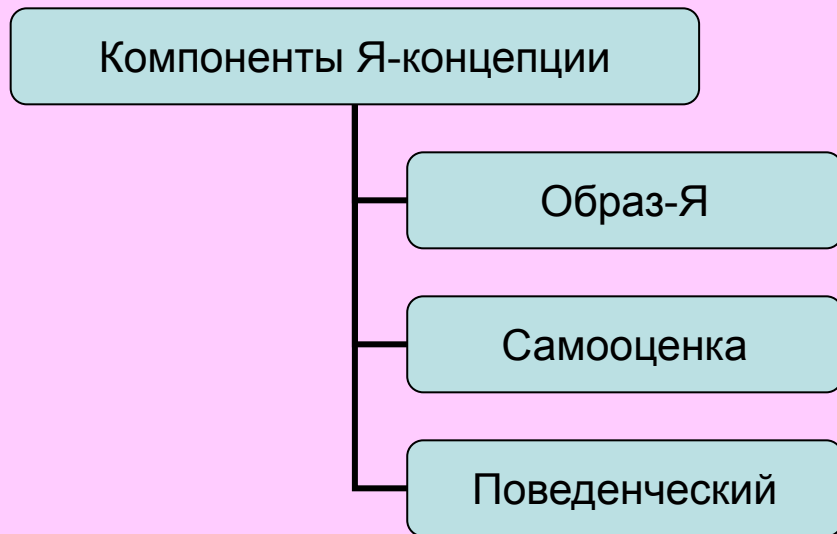 Компоненты Я-концепции
Образ-Я
Самооценка
Поведенческий